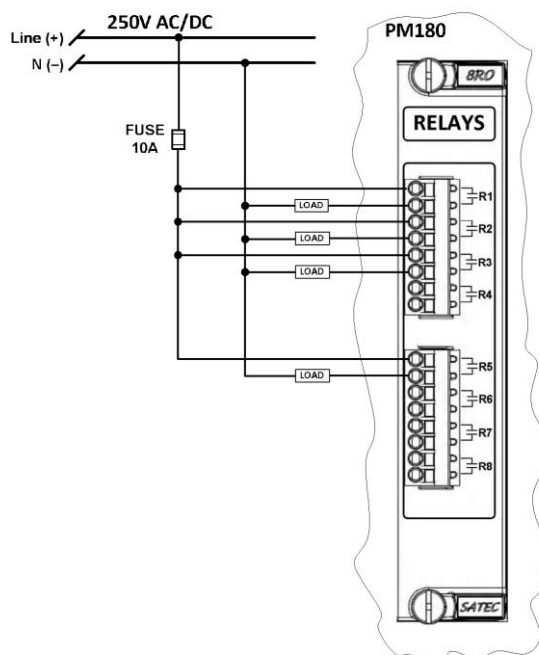 250V AC/DC
Line (+)
N (–)
FUSE
10A
PM180
8RO
RELAYS
R1
LOAD
R2
LOAD
R3
LOAD
R4
R5
LOAD
R6
R7
R8
SATEC